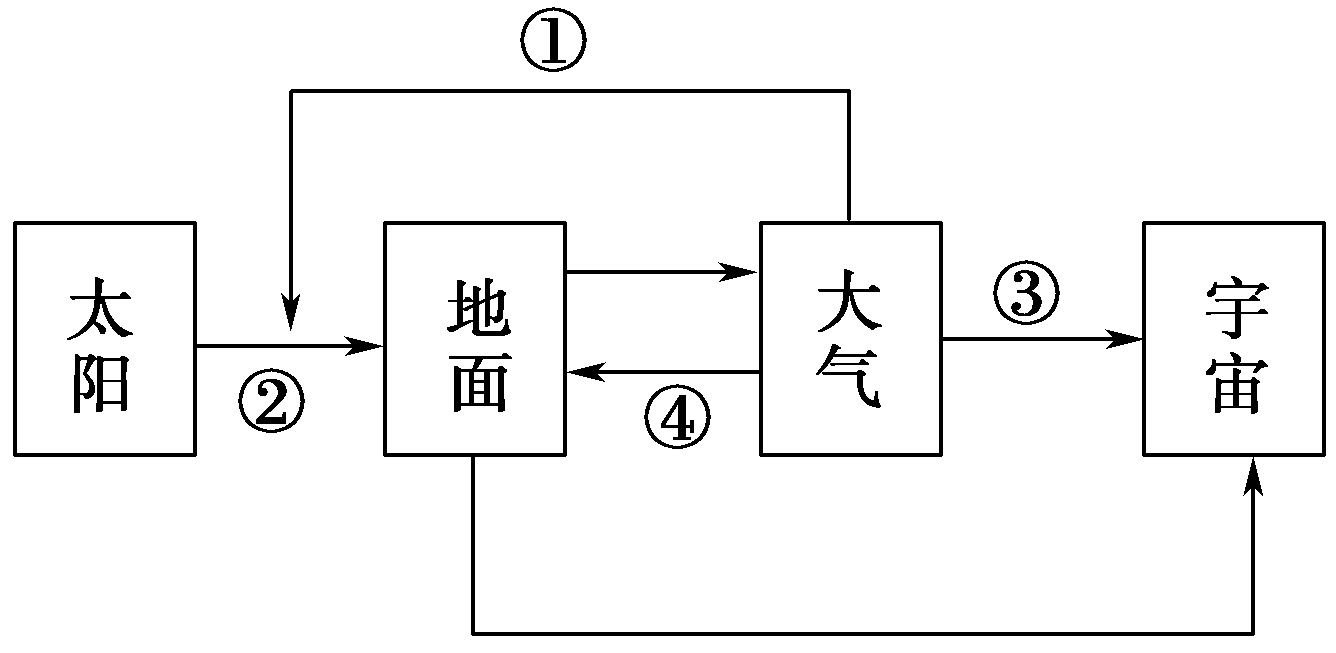 ①
太阳
②
地面
④
大气
③
宇宙